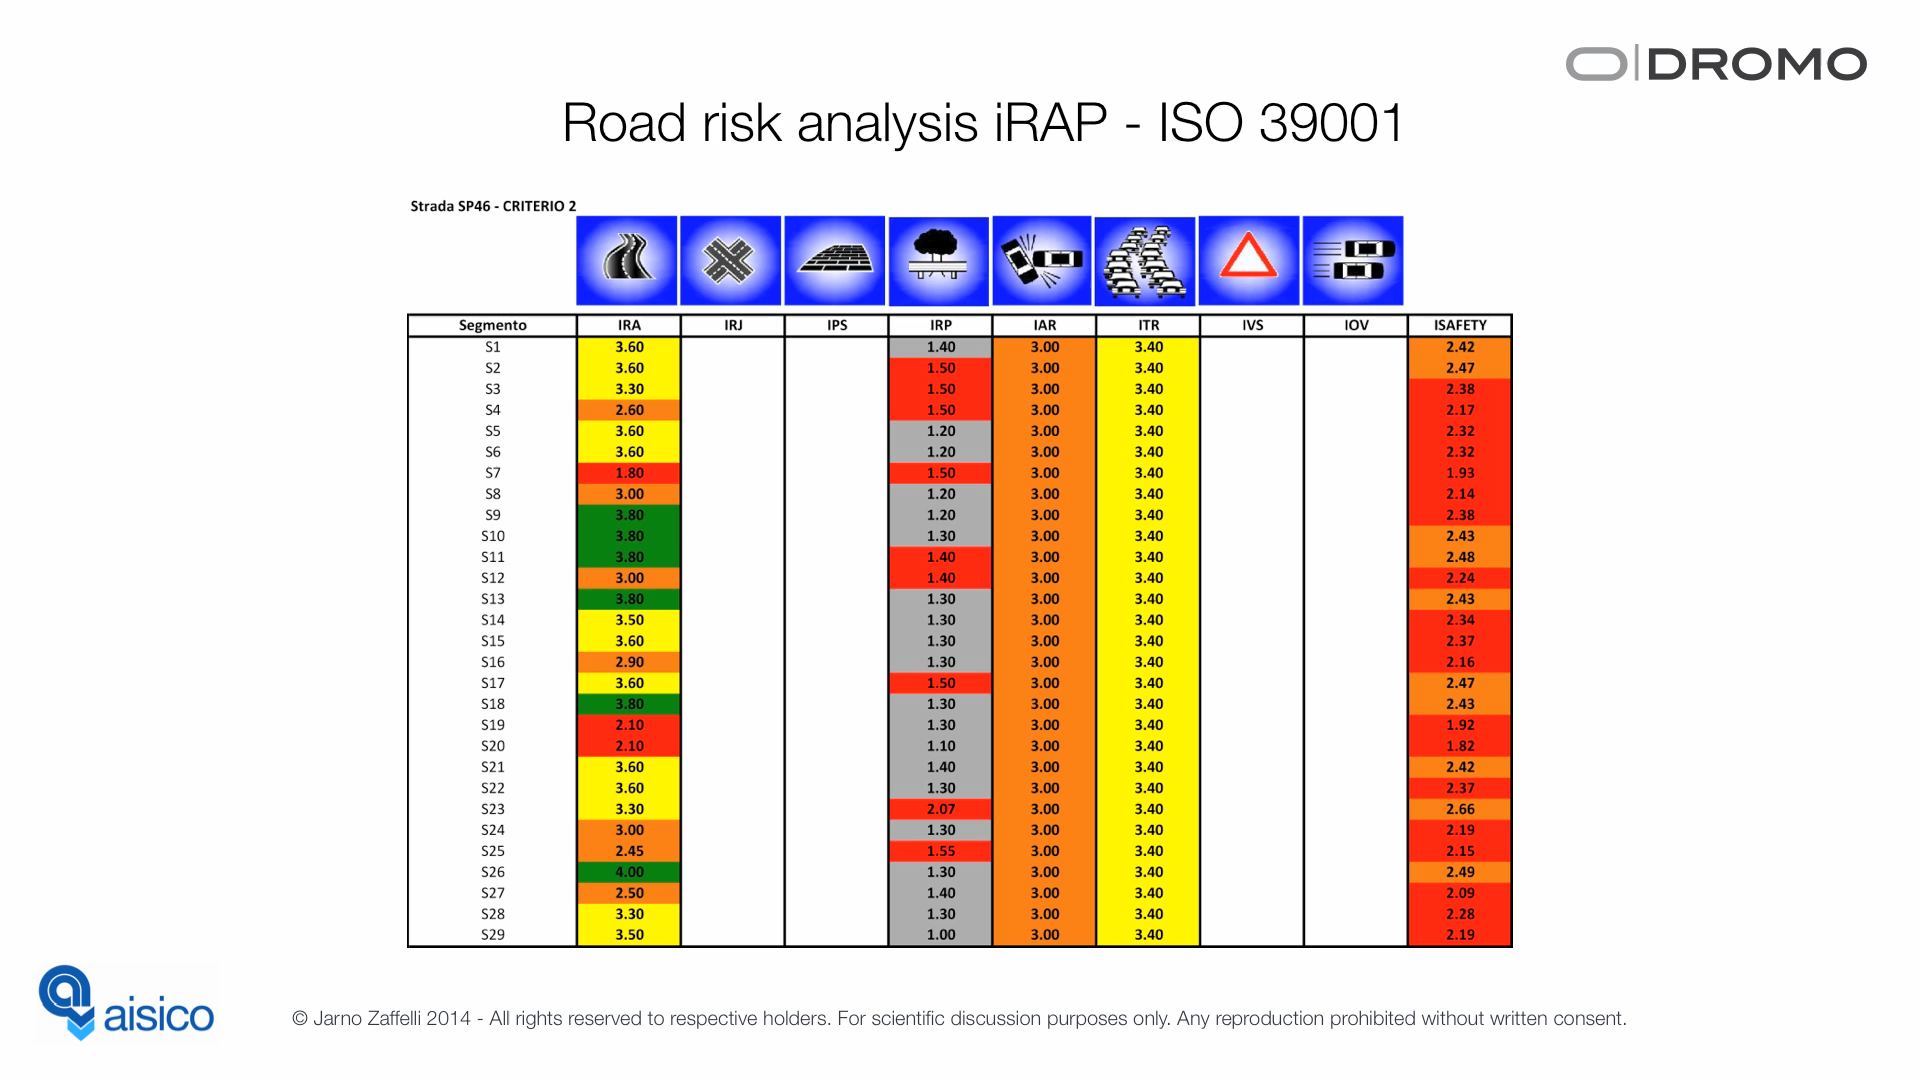 DROMO
Road risk analysis iRAP - ISO 39001
Strada SP46 - CRITERIO 2
Segmento IRA IRJ IPS IRP IAR ITR IVS IOV ISAFETY
S1 3.60 1.40 3.00 3.40 2.42
S2 3.60 1.50 3.00 3.40 2.47
S3 3.30 1.50 3.00 3.40 2.38
S4 2.60 1.50 3.00 3.40 2.17
S5 3.60 1.20 3.00 3.40 2.32
S6 3.60 1.20 3.00 3.40 2.32
S7 1.80 1.50 3.00 3.40 1.93
S8 3.00 1.20 3.00 3.40 2.14
S9 3.80 1.20 3.00 3.40 2.38
S10 3.80 1.30 3.00 3.40 2.43
S11 3.80 1.40 3.00 3.40 2.48
S12 3.00 1.40 3.00 3.40 2.24
S13 3.80 1.30 3.00 3.40 2.43
S14 3.50 1.30 3.00 3.40 2.34
S15 3.60 1.30 3.00 3.40 2.37
S16 2.90 1.30 3.00 3.40 2.16
S17 3.60 1.50 3.00 3.40 2.47
S18 3.80 1.30 3.00 3.40 2.43
S19 2.10 1.30 3.00 3.40 1.92
S20 2.10 1.10 3.00 3.40 1.82
S21 3.60 1.40 3.00 3.40 2.42
S22 3.60 1.30 3.00 3.40 2.37
S23 3.30 2.07 3.00 3.40 2.66
S24 3.00 1.30 3.00 3.40 2.19
S25 2.45 1.55 3.00 3.40 2.15
S26 4.00 1.30 3.00 3.40 2.49
S27 2.50 1.40 3.00 3.40 2.09
S28 3.30 1.30 3.00 3.40 2.28
S29 3.50 1.00 3.00 3.40 2.19
aisico
© Jarno Zaffelli 2014 - All rights reserved to respective holders. For scientific discussion purposes only. Any reproduction prohibited without written consent.